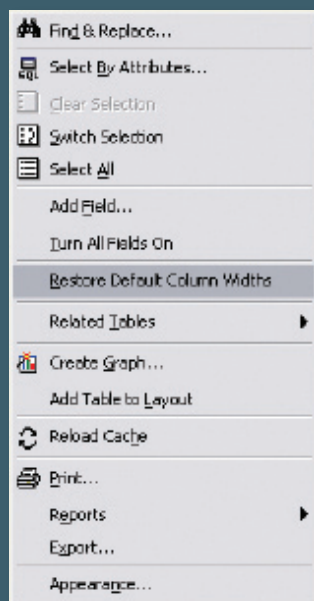 Find & Replace...
SQL
Select By Attributes...
Clear Selection
Switch Selection
Select All
Add Field...
Turn All Fields On
Restore Default Column Widths
Related Tables
Create Graph...
Add Table to Layout
Reload Cache
Print...
Reports
Export...
Appearance...